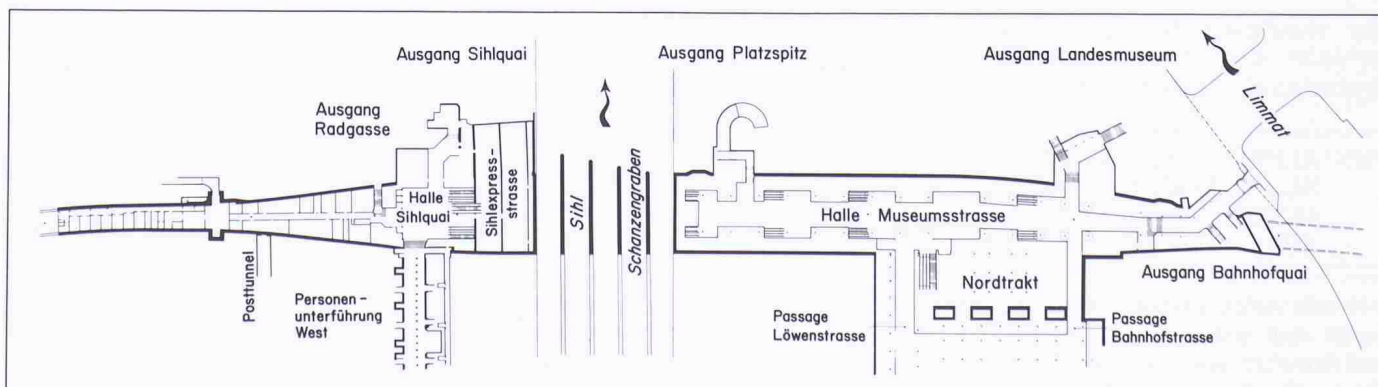 Ausgang Sihlquai
Ausgang Platzspitz
Ausgang Landesmuseum
Limmat
Ausgang
Radgasse
Halle
Sihlquai
Sihlexpress-
strasse
Sihl
Schanzengraben
Halle Museumsstrasse
Posttunnel
Personen-
unterführung
West
Nordtrakt
Ausgang Bahnhofquai
Passage
Löwenstrasse
Passage
Bahnhofstrasse